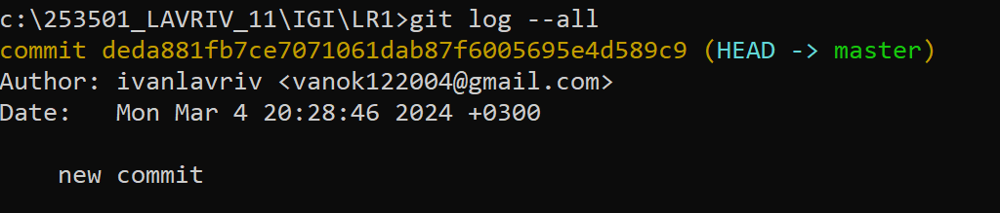 c:\253501_LAVRIV_11\IGI\LR1>git log --all
commit deda881fb7ce7071061dab87f6005695e4d589c9 (HEAD -> master)
Author: ivanlavriv <vanok122004@gmail.com>
Date:   Mon Mar 4 20:28:46 2024 +0300
    new commit